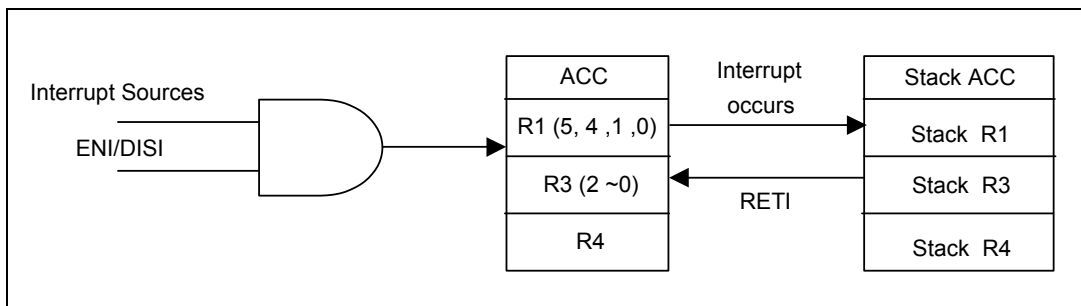 Interrupt Sources
ENI/DISI
ACC
R1 (5, 4 ,1 ,0)
R3 (2 ~0)
R4
Interrupt
occurs
RETI
Stack ACC
Stack R1
Stack R3
Stack R4